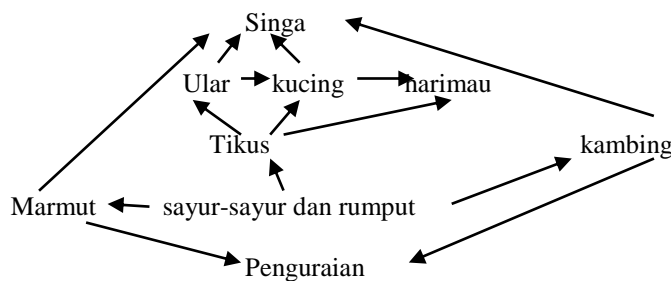 Singa
Ular kucing harimau
Tikus kambing
Marmut sayur-sayur dan rumput
Penguraian